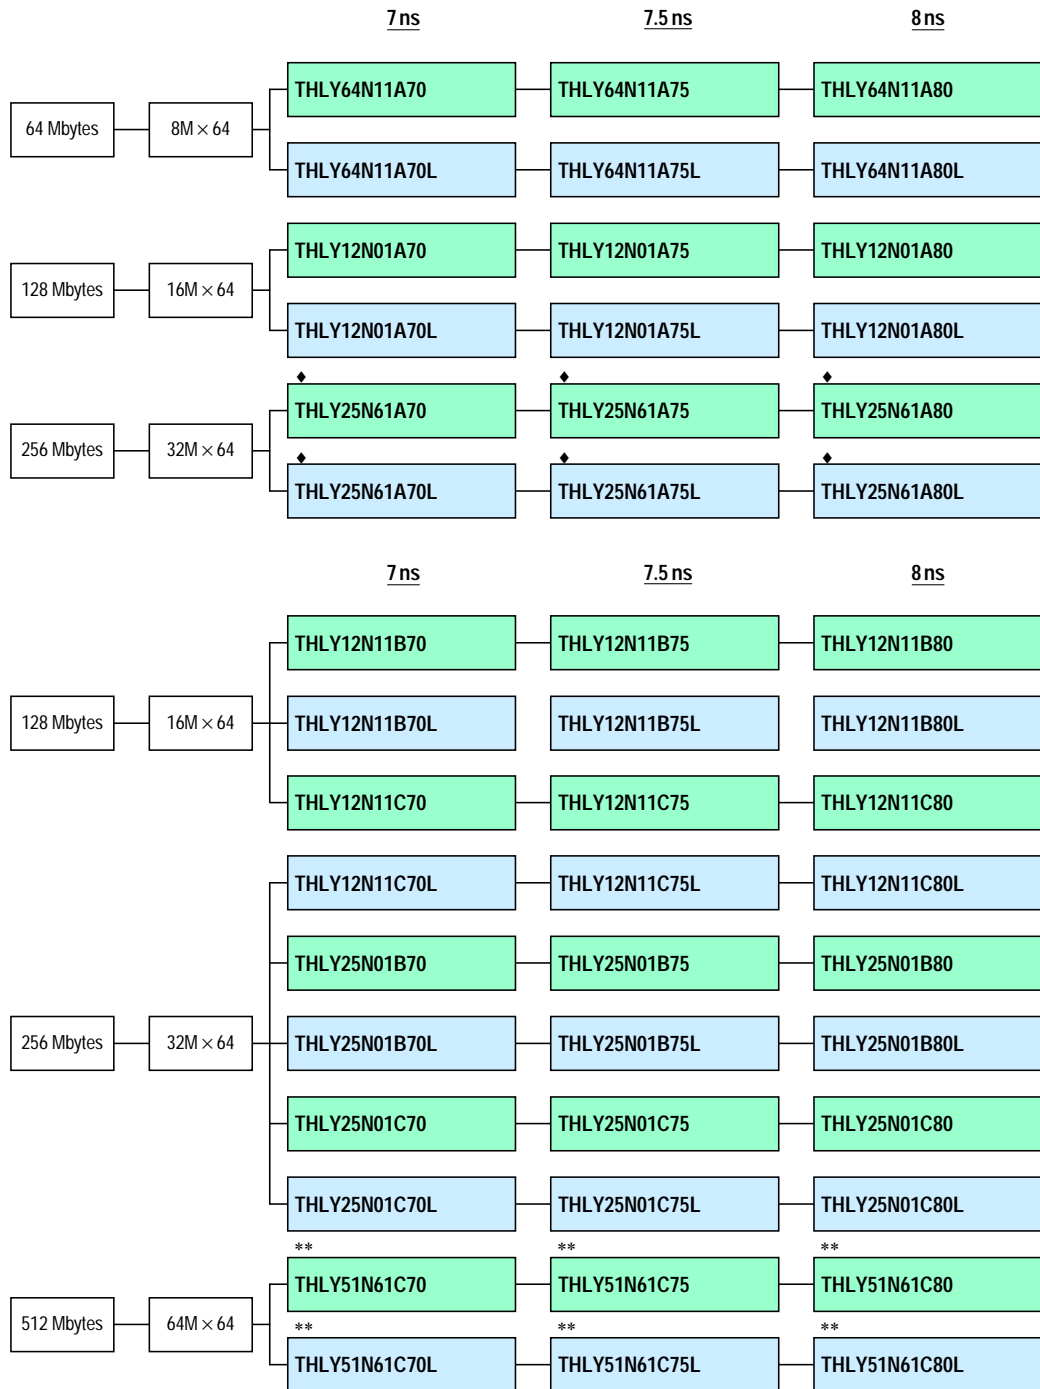 7 ns 7.5 ns 8 ns
THLY64N11A70 THLY64N11A75 THLY64N11A80
64 Mbytes 8M × 64
THLY64N11A70L THLY64N11A75L THLY64N11A80L
THLY12N01A70 THLY12N01A75 THLY12N01A80
128 Mbytes 16M × 64
THLY12N01A70L THLY12N01A75L THLY12N01A80L
♦ ♦ ♦
THLY25N61A70 THLY25N61A75 THLY25N61A80
256 Mbytes 32M × 64
♦ ♦ ♦
THLY25N61A70L THLY25N61A75L THLY25N61A80L
7 ns 7.5 ns 8 ns
THLY12N11B70 THLY12N11B75 THLY12N11B80
128 Mbytes 16M × 64 THLY12N11B70L THLY12N11B75L THLY12N11B80L
THLY12N11C70 THLY12N11C75 THLY12N11C80
THLY12N11C70L THLY12N11C75L THLY12N11C80L
THLY25N01B70 THLY25N01B75 THLY25N01B80
256 Mbytes 32M × 64 THLY25N01B70L THLY25N01B75L THLY25N01B80L
THLY25N01C70 THLY25N01C75 THLY25N01C80
THLY25N01C70L THLY25N01C75L THLY25N01C80L
** ** **
THLY51N61C70 THLY51N61C75 THLY51N61C80
512 Mbytes 64M × 64
** ** **
THLY51N61C70L THLY51N61C75L THLY51N61C80L